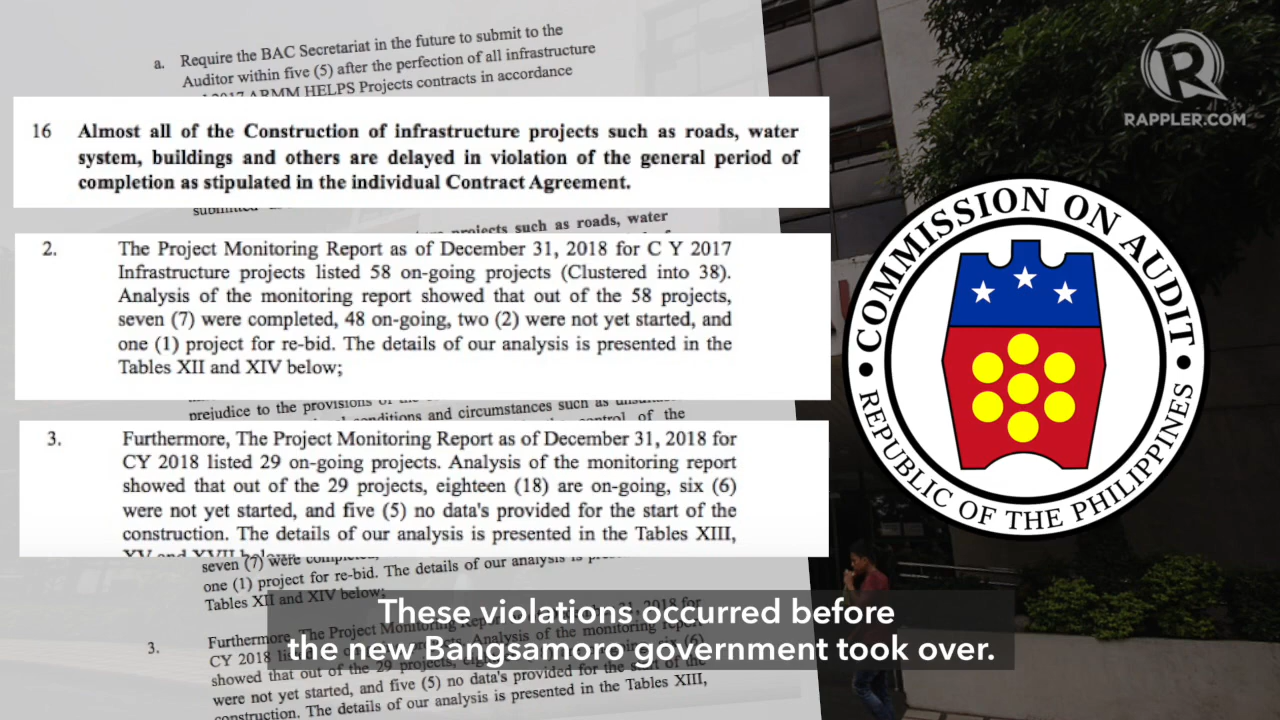 a. Require the BAC Secretariat in the future to submit to the
Auditor within five (5) after the perfection of all infrastructure
2017 ARMM HELPS Projects contracts in accordance
16 Almost all of the Construction of infrastructure projects such as roads, water
system, buildings and others are delayed in violation of the general period of
completion as stipulated in the individual Contract Agreement.
projects such as roads, water
2. The Project Monitoring Report as of December 31, 2018 for C Y 2017
Infrastructure projects listed 58 on-going projects (Clustered into 38).
Analysis of the monitoring report showed that out of the 58 projects,
seven (7) were completed, 48 on-going, two (2) were not yet started, and
one (1) project for re-bid. The details of our analysis is presented in the
Tables XII and XIV below;
prejudice to the provisions of
conditions and circumstances such as
control of the
3. Furthermore, The Project Monitoring Report as of December 31, 2018 for
CY 2018 listed 29 on-going projects. Analysis of the monitoring report
showed that out of the 29 projects, eighteen (18) are on-going, six (6)
were not yet started, and five (5) no data's provided for the start of the
construction. The details of our analysis is presented in the Tables XIII,
XV and XVII below
seven (7) were completed,
one (1) project for re-bid. The details of our analysis is
Tables XII and XIV below;
3. Furthermore, The Project Monitoring Report 31, 2018 for
CY 2018 Analysis of the monitoring report
showed that out of the 29 projects, six (6)
were not yet started, and five (5) no data's provided for the start of the
construction. The details of our analysis is presented in the Tables XIII,
These violations occurred before
the new Bangsamoro government took over.
R
RAPPLER.COM
COMMISSION ON AUDIT
REPUBLIC OF THE PHILIPPINES